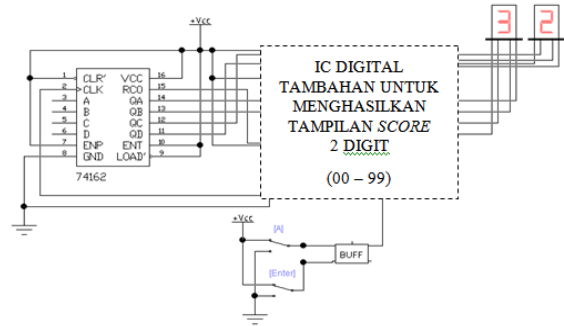 +Vcc
3 2
1 CLR' VCC 16
2 CLK RCO 15
3 A QA 14
4 B QB 13
5 C QC 12
6 D QD 11
7 ENP ENT 10
8 GND LOAD' 9
74162
IC DIGITAL
TAMBAHAN UNTUK
MENGHASILKAN
TAMPILAN SCORE
2 DIGIT
(00 – 99)
+Vcc
[A]
BUFF
[Enter]